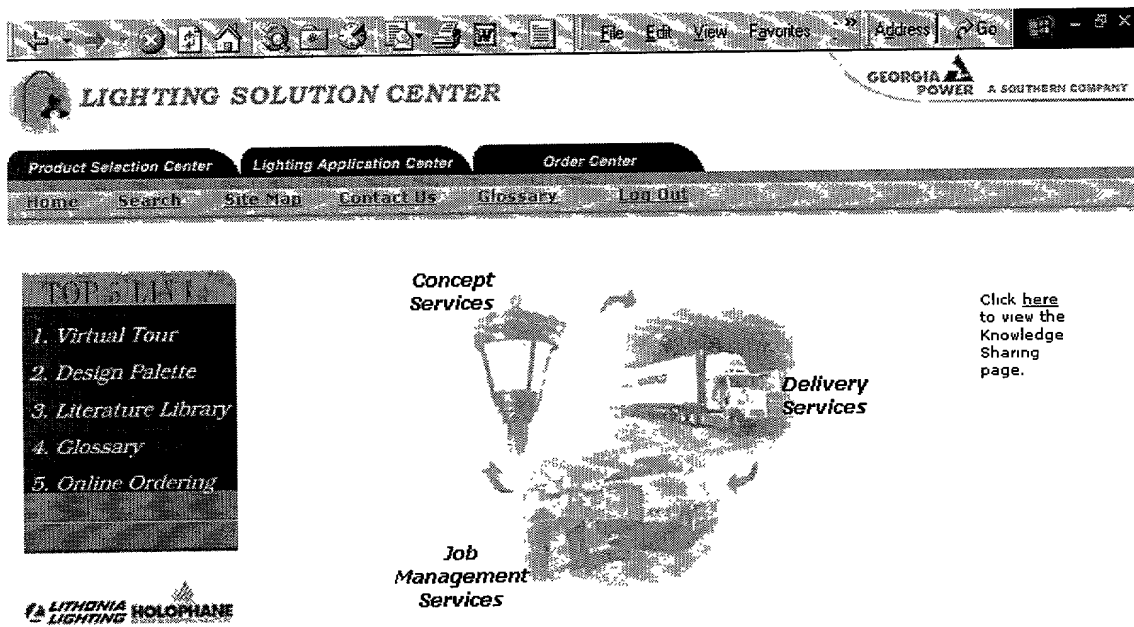 File Edit View Favorites » Address Go
LIGHTING SOLUTION CENTER
GEORGIA
POWER A SOUTHERN COMPANY
Product Selection Center Lighting Application Center Order Center
Home Search Site Map Contact Us Glossary Log Out
TOP 5 LIST
1. Virtual Tour
2. Design Palette
3. Literature Library
4. Glossary
5. Online Ordering
Concept
Services
Delivery
Services
Job
Management
Services
Click here
to view the
Knowledge
Sharing
page.
LITHONIA
LIGHTING
HOLOPHANE